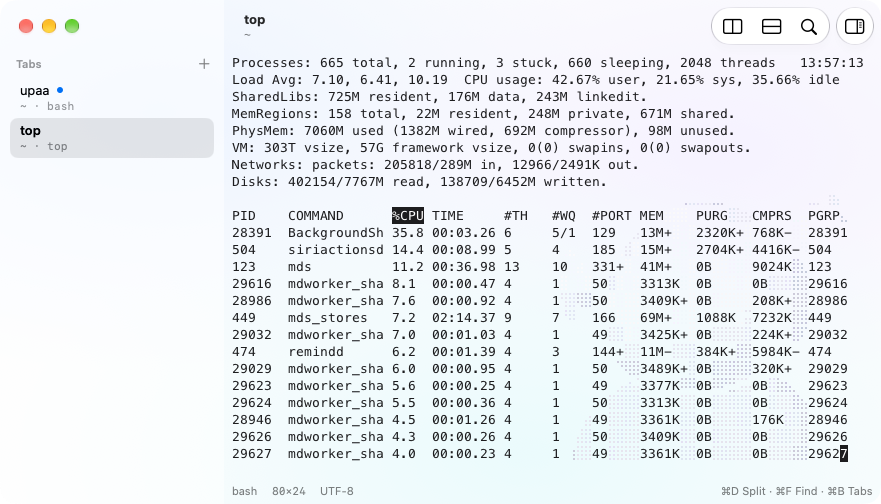 top
~
Tabs
upaa
~ · bash
top
~ · top
Processes: 665 total, 2 running, 3 stuck, 660 sleeping, 2048 threads   13:57:13
Load Avg: 7.10, 6.41, 10.19  CPU usage: 42.67% user, 21.65% sys, 35.66% idle
SharedLibs: 725M resident, 176M data, 243M linkedit.
MemRegions: 158 total, 22M resident, 248M private, 671M shared.
PhysMem: 7060M used (1382M wired, 692M compressor), 98M unused.
VM: 303T vsize, 57G framework vsize, 0(0) swapins, 0(0) swapouts.
Networks: packets: 205818/289M in, 12966/2491K out.
Disks: 402154/7767M read, 138709/6452M written.
PID    COMMAND      %CPU TIME     #TH   #WQ  #PORT MEM    PURG   CMPRS  PGRP
28391  BackgroundSh 35.8 00:03.26 6     5/1  129   13M+   2320K+ 768K-  28391
504    siriactionsd 14.4 00:08.99 5     4    185   15M+   2704K+ 4416K- 504
123    mds          11.2 00:36.98 13    10   331+  41M+   0B     9024K  123
29616  mdworker_sha 8.1  00:00.47 4     1    50    3313K  0B     0B     29616
28986  mdworker_sha 7.6  00:00.92 4     1    50    3409K+ 0B     208K+  28986
449    mds_stores   7.2  02:14.37 9     7    166   69M+   1088K  7232K  449
29032  mdworker_sha 7.0  00:01.03 4     1    49    3425K+ 0B     224K+  29032
474    remindd      6.2  00:01.39 4     3    144+  11M-   384K+  5984K- 474
29029  mdworker_sha 6.0  00:00.95 4     1    50    3489K+ 0B     320K+  29029
29623  mdworker_sha 5.6  00:00.25 4     1    49    3377K  0B     0B     29623
29624  mdworker_sha 5.5  00:00.36 4     1    50    3313K  0B     0B     29624
28946  mdworker_sha 4.5  00:01.26 4     1    49    3361K  0B     176K   28946
29626  mdworker_sha 4.3  00:00.26 4     1    50    3409K  0B     0B     29626
29627  mdworker_sha 4.0  00:00.23 4     1    49    3361K  0B     0B     29627
bash  80×24  UTF-8  ⌘D Split · ⌘F Find · ⌘B Tabs